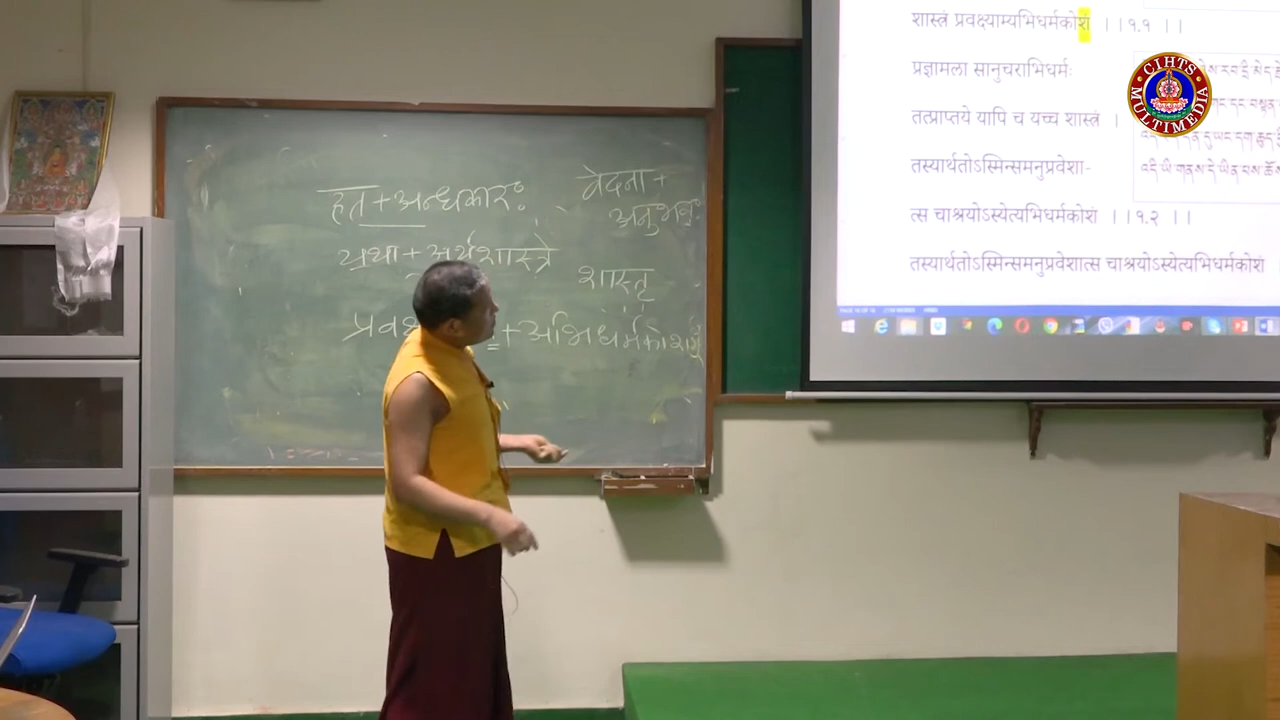 हत + अन्धकारः
वेदना +
अनुभवः
यथा + अर्थशास्त्रे
शास्तृ
+ अभिधर्मकोशम्
शास्त्रं प्रवक्ष्याम्यभिधर्मकोशं ।।१.१ ।।
प्रज्ञामला सानुचराभिधर्मः
तत्प्राप्तये यापि च यच्च शास्त्रं ।
तस्यार्थतोऽस्मिन्समनुप्रवेशा-
त्स चाश्रयोऽस्येत्यभिधर्मकोशं ।।१.२ ।।
तस्यार्थतोऽस्मिन्समनुप्रवेशात्स चाश्रयोऽस्येत्यभिधर्मकोशं
CIHTS
MULTIMEDIA